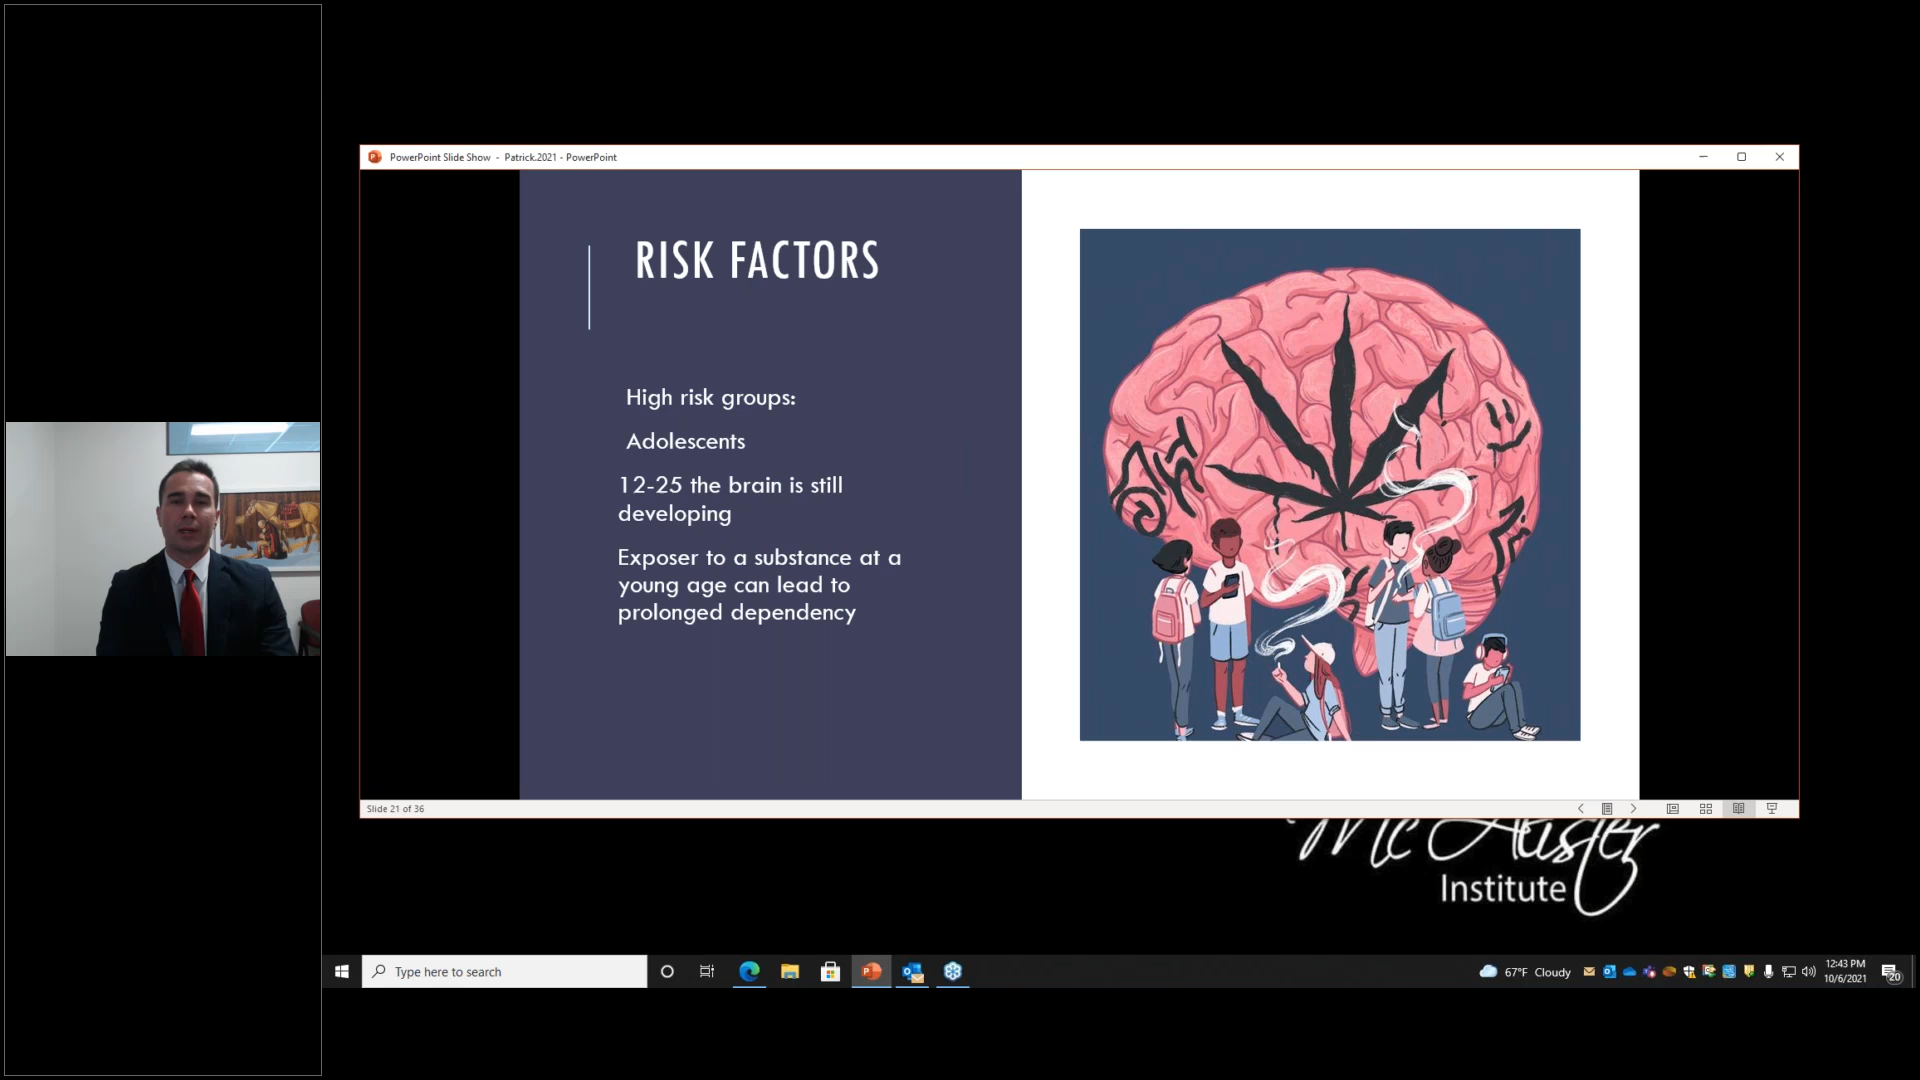 PowerPoint Slide Show - Patrick.2021 - PowerPoint
RISK FACTORS
High risk groups:
Adolescents
12-25 the brain is still
developing
Exposer to a substance at a
young age can lead to
prolonged dependency
Slide 21 of 36
McAlister
Institute
Type here to search
67°F Cloudy
12:43 PM
10/6/2021
20